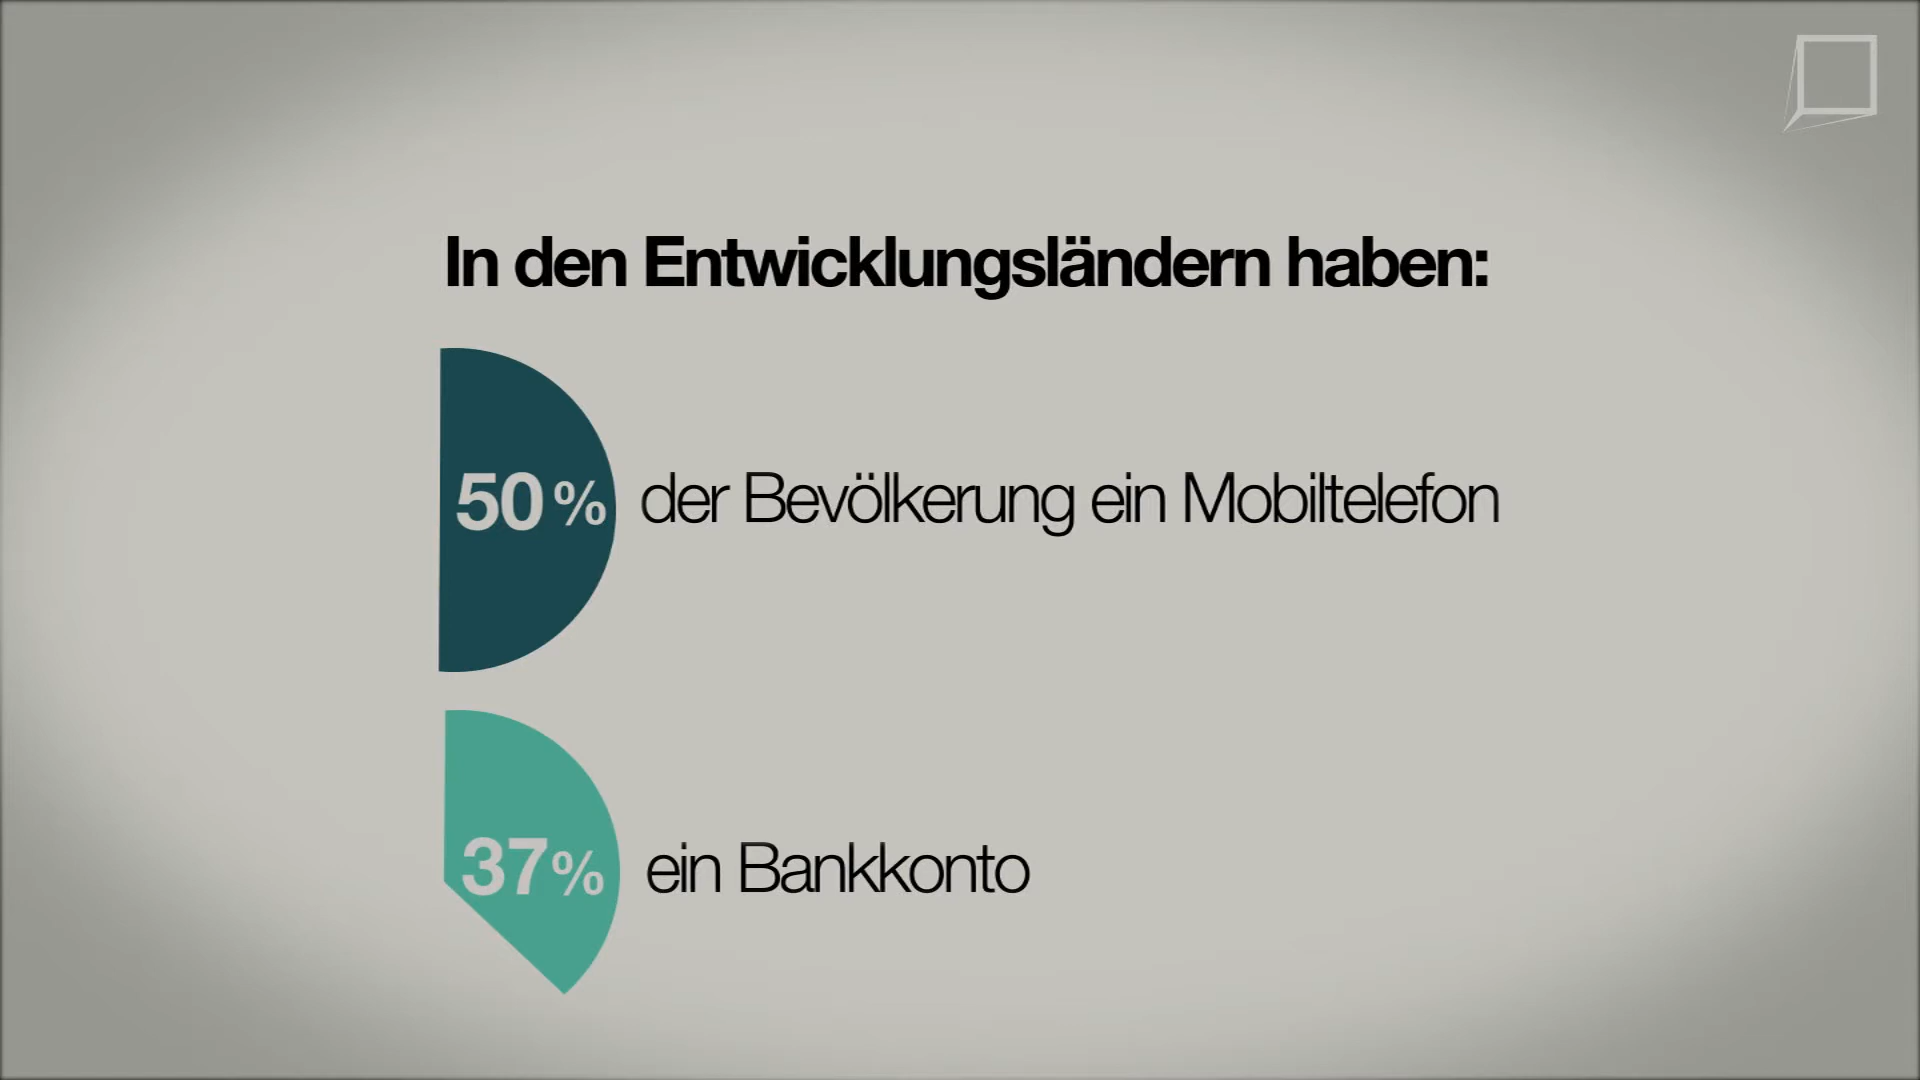 In den Entwicklungsländern haben:
50 % der Bevölkerung ein Mobiltelefon
37% ein Bankkonto